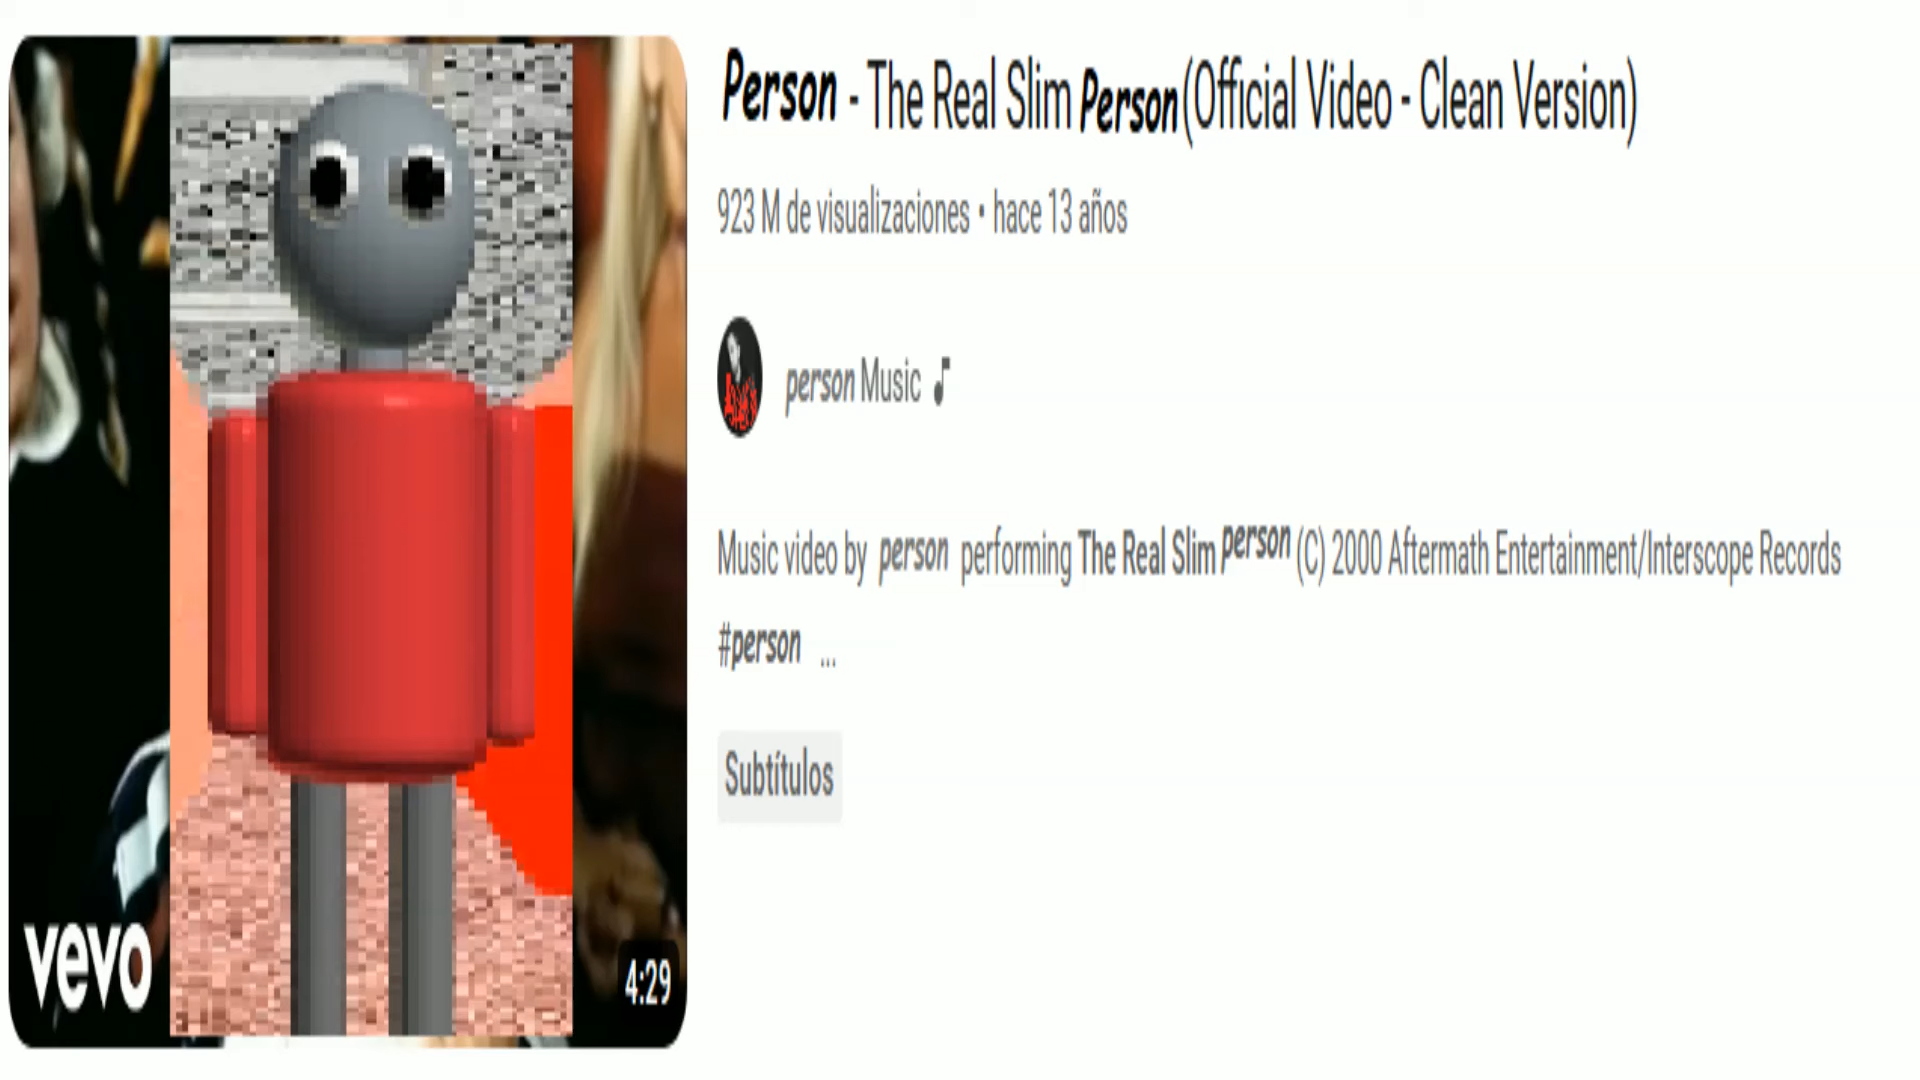 Person - The Real Slim Person (Official Video - Clean Version)
923 M de visualizaciones • hace 13 años
person Music
Music video by person performing The Real Slim person (C) 2000 Aftermath Entertainment/Interscope Records
#person ...
Subtítulos
vevo
4:29